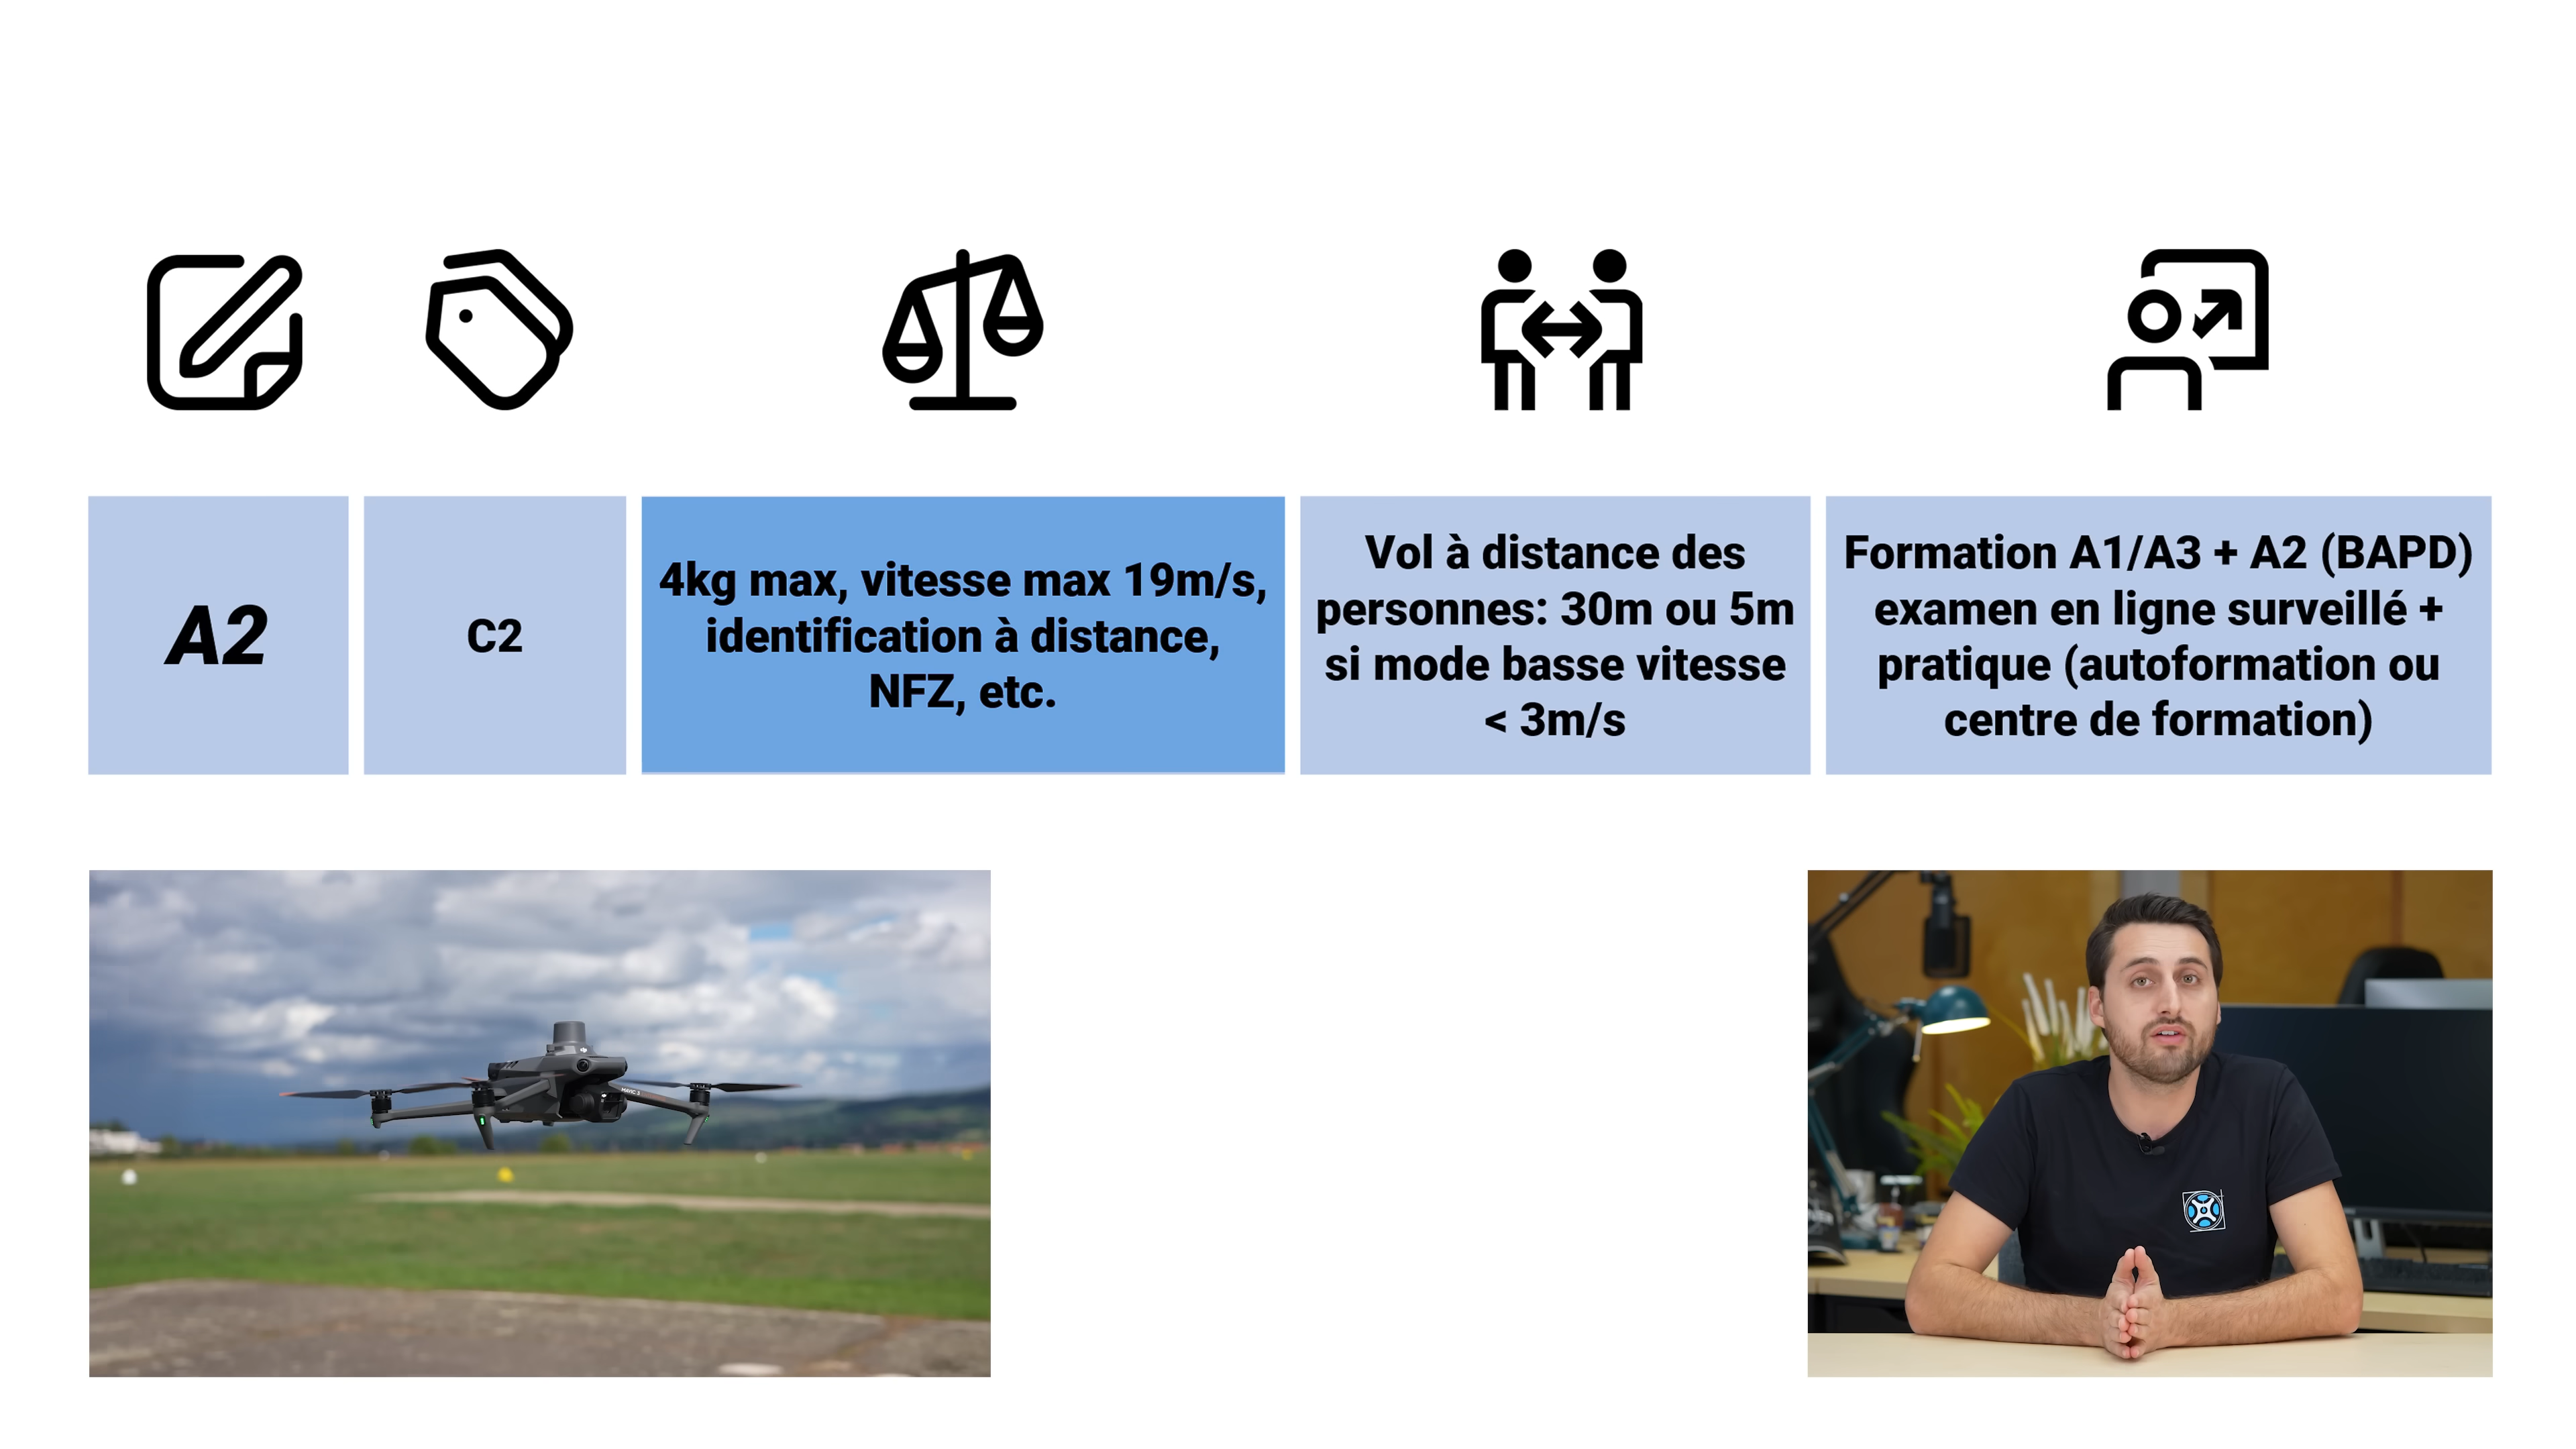 A2
C2
4kg max, vitesse max 19m/s,
identification à distance,
NFZ, etc.
Vol à distance des
personnes: 30m ou 5m
si mode basse vitesse
< 3m/s
Formation A1/A3 + A2 (BAPD)
examen en ligne surveillé +
pratique (autoformation ou
centre de formation)